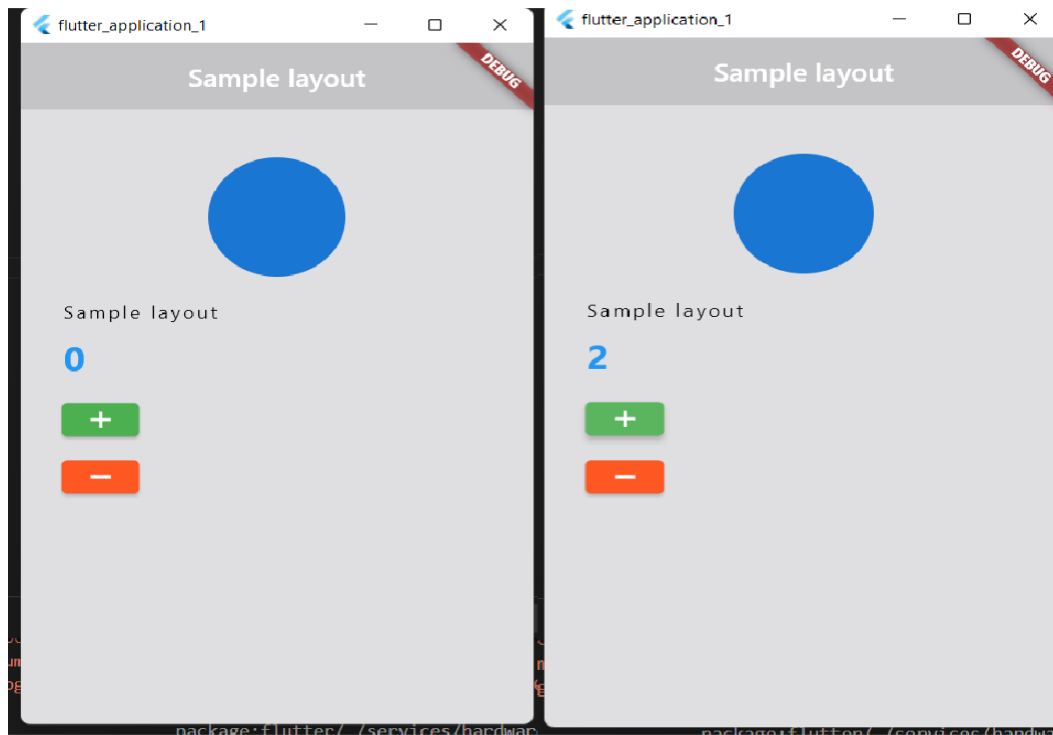 flutter_application_1
Sample layout
DEBUG
Sample layout
0
+
−
flutter_application_1
Sample layout
DEBUG
Sample layout
2
+
−
package:flutter/
/services/hardwar
package:flutter/
/services/hardwa